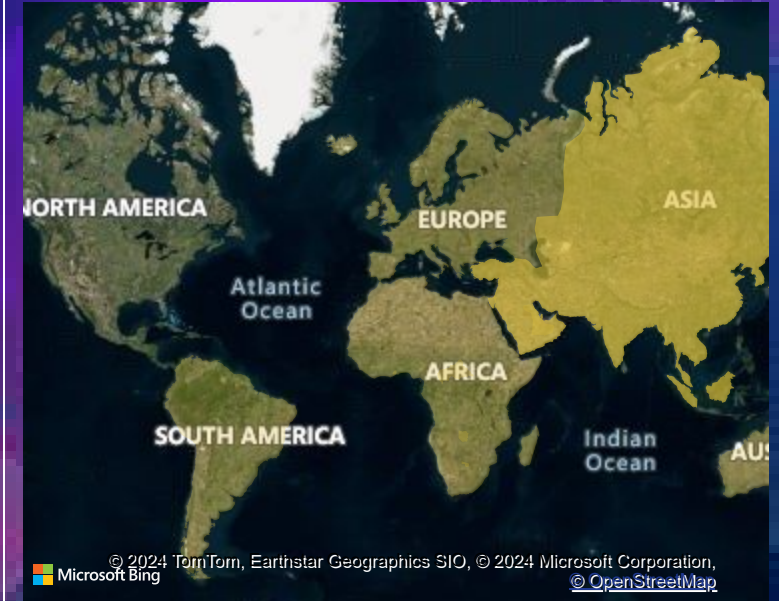 NORTH AMERICA
EUROPE
ASIA
Atlantic
Ocean
AFRICA
SOUTH AMERICA
Indian
Ocean
AUS
© 2024 TomTom, Earthstar Geographics SIO, © 2024 Microsoft Corporation,
Microsoft Bing
© OpenStreetMap